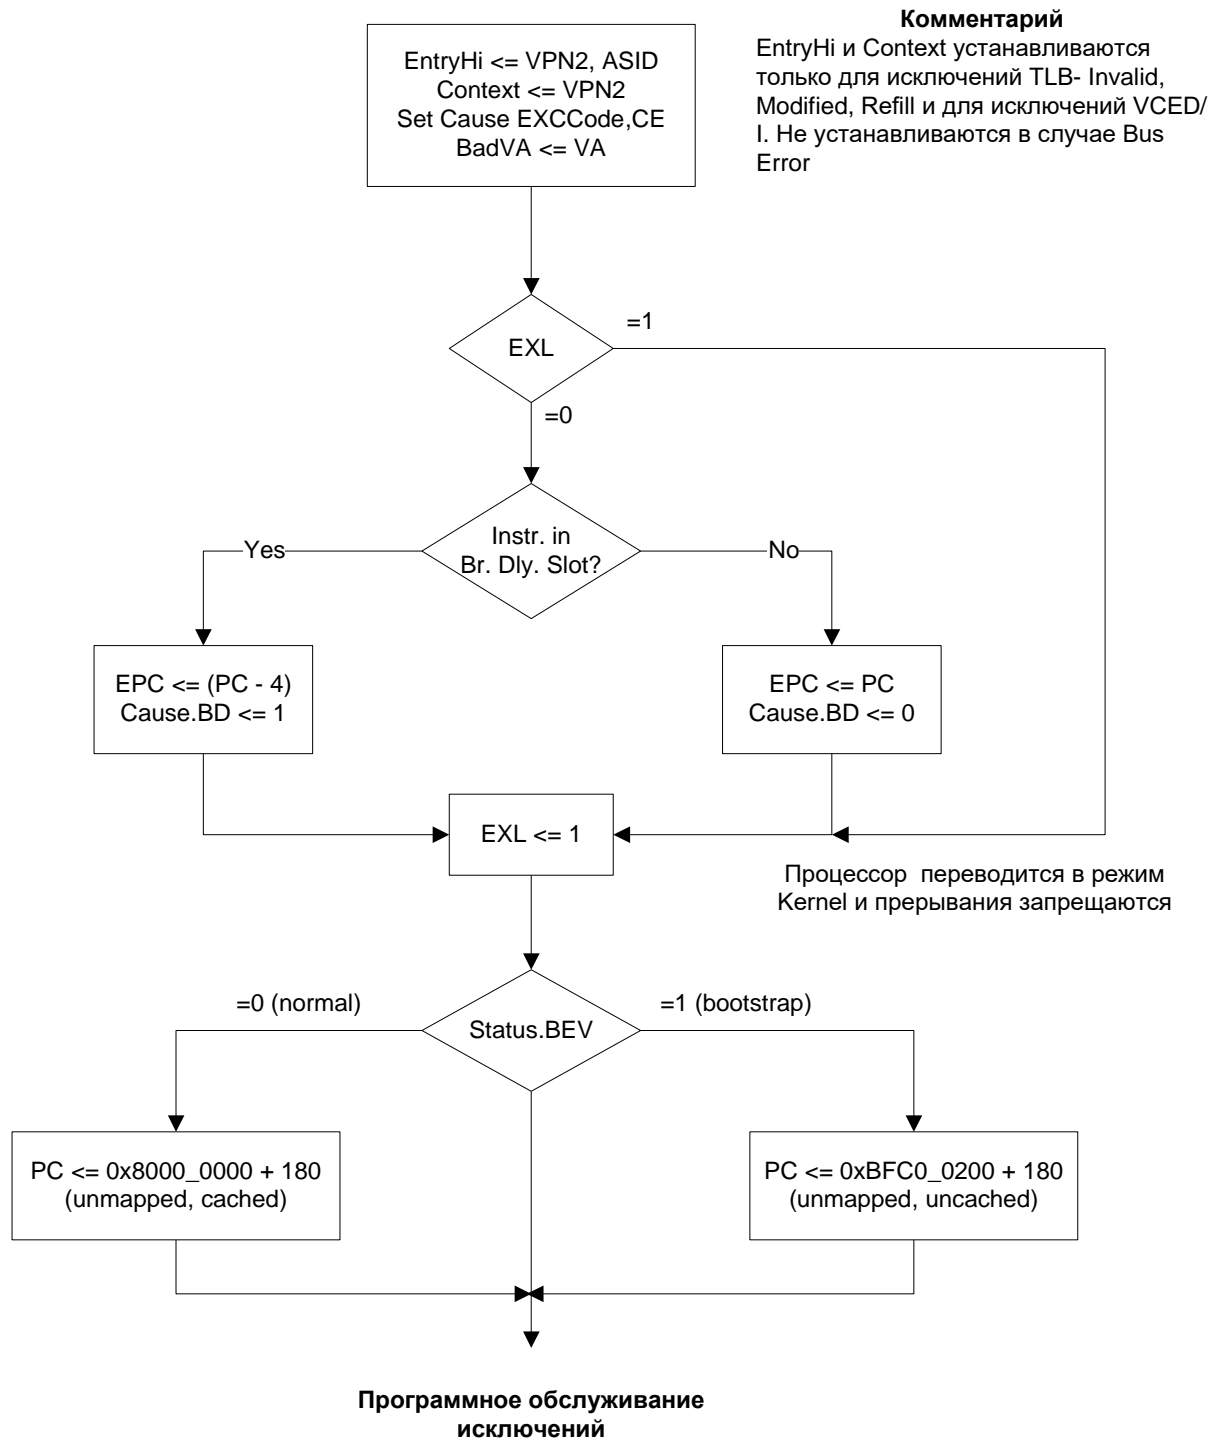 Комментарий
EntryHi и Context устанавливаются
только для исключений TLB- Invalid,
Modified, Refill и для исключений VCED/
I. Не устанавливаются в случае Bus
Error
EntryHi <= VPN2, ASID
Context <= VPN2
Set Cause EXCCode,CE
BadVA <= VA
=1
EXL
=0
Instr. in
Br. Dly. Slot?
Yes
No
EPC <= (PC - 4)
Cause.BD <= 1
EPC <= PC
Cause.BD <= 0
EXL <= 1
Процессор  переводится в режим
Kernel и прерывания запрещаются
=0 (normal)
=1 (bootstrap)
Status.BEV
PC <= 0x8000_0000 + 180
(unmapped, cached)
PC <= 0xBFC0_0200 + 180
(unmapped, uncached)
Программное обслуживание
исключений